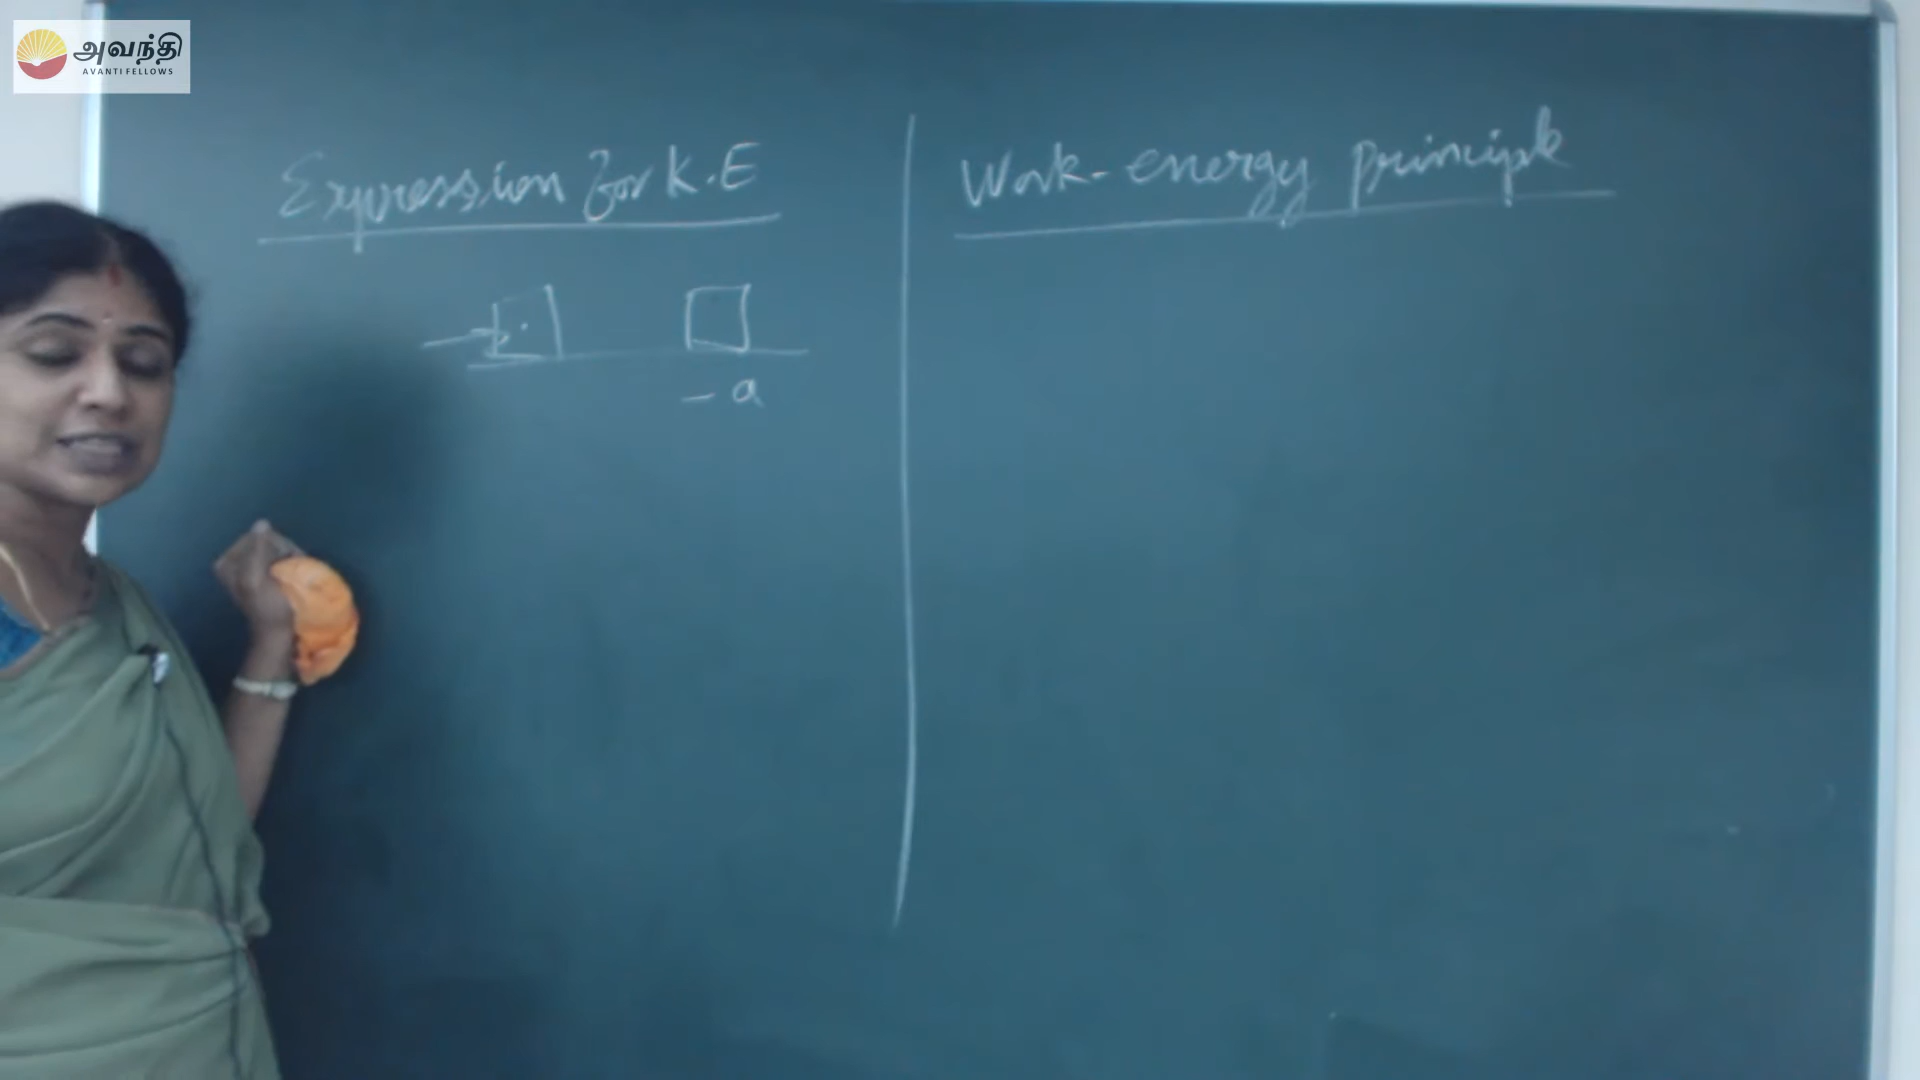 அவந்தி
AVANTI FELLOWS
Expression for K.E
Work-energy principle
- a